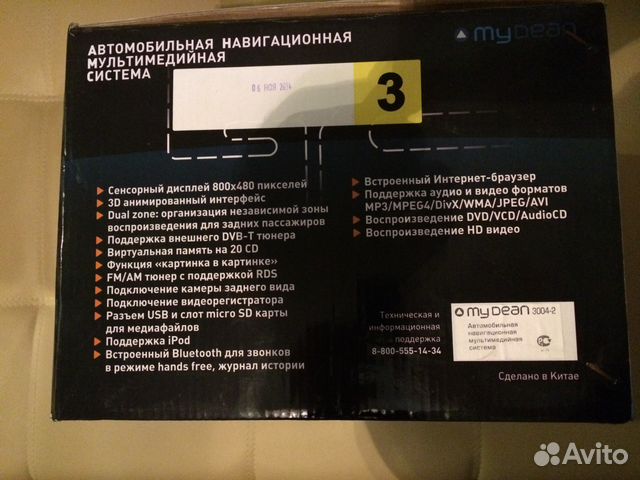 АВТОМОБИЛЬНАЯ НАВИГАЦИОННАЯ
МУЛЬТИМЕДИЙНАЯ
СИСТЕМА
myDean
3
Сенсорный дисплей 800x480 пикселей
3D анимированный интерфейс
Dual zone: организация независимой зоны
воспроизведения для задних пассажиров
Поддержка внешнего DVB-T тюнера
Виртуальная память на 20 CD
Функция «картинка в картинке»
FM/AM тюнер с поддержкой RDS
Подключение камеры заднего вида
Подключение видеорегистратора
Разъем USB и слот micro SD карты
для медиафайлов
Поддержка iPod
Встроенный Bluetooth для звонков
в режиме hands free, журнал истории
Встроенный Интернет-браузер
Поддержка аудио и видео форматов
MP3/MPEG4/DivX/WMA/JPEG/AVI
Воспроизведение DVD/VCD/AudioCD
Воспроизведение HD видео
Техническая и
информационная
поддержка
8-800-555-14-34
myDean 3004-2
Автомобильная
навигационная
мультимедийная
система
Сделано в Китае
Avito